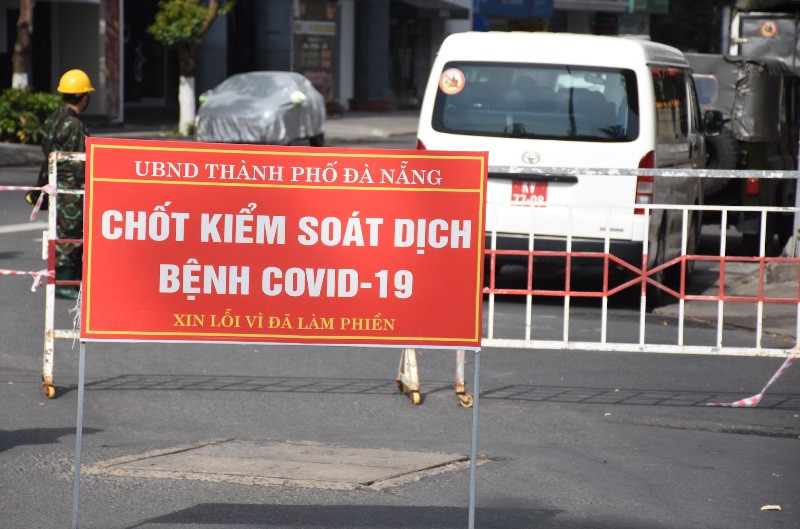 UBND THÀNH PHỐ ĐÀ NẴNG
CHỐT KIỂM SOÁT DỊCH
BỆNH COVID-19
XIN LỖI VÌ ĐÃ LÀM PHIỀN